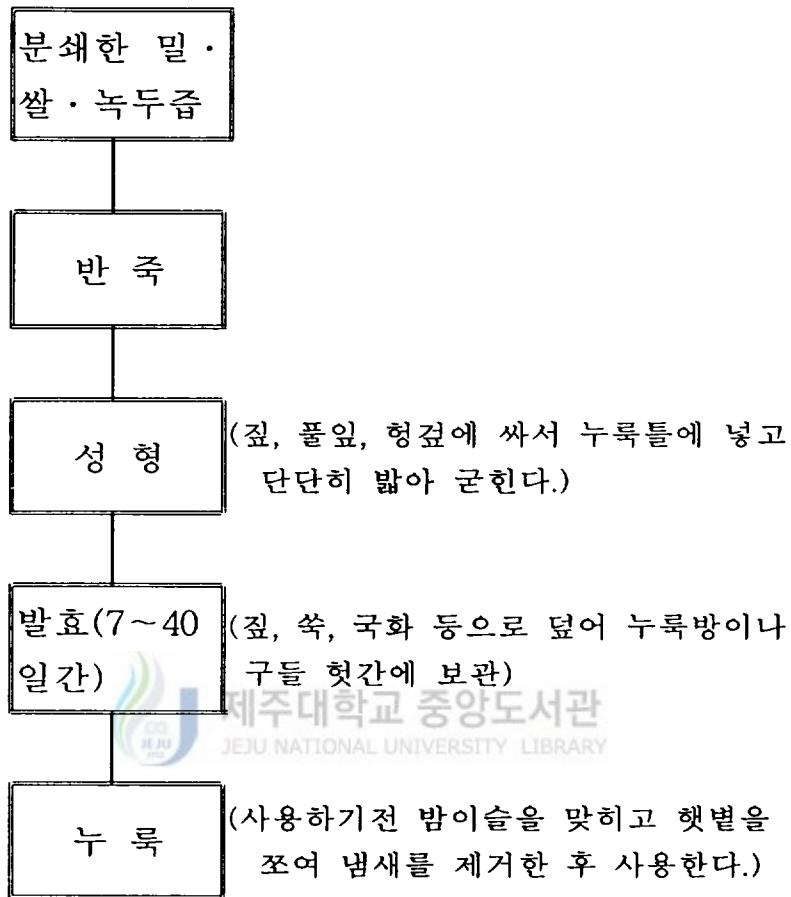 분쇄한 밀·
쌀·녹두즙
반 죽
성 형
(짚, 풀잎, 헝겊에 싸서 누룩틀에 넣고
단단히 밟아 굳힌다.)
발효(7~40
일간)
(짚, 쑥, 국화 등으로 덮어 누룩방이나
구들 헛간에 보관)
제주대학교 중앙도서관
JEJU NATIONAL UNIVERSITY LIBRARY
누 룩
(사용하기전 밤이슬을 맞히고 햇볕을
쪼여 냄새를 제거한 후 사용한다.)